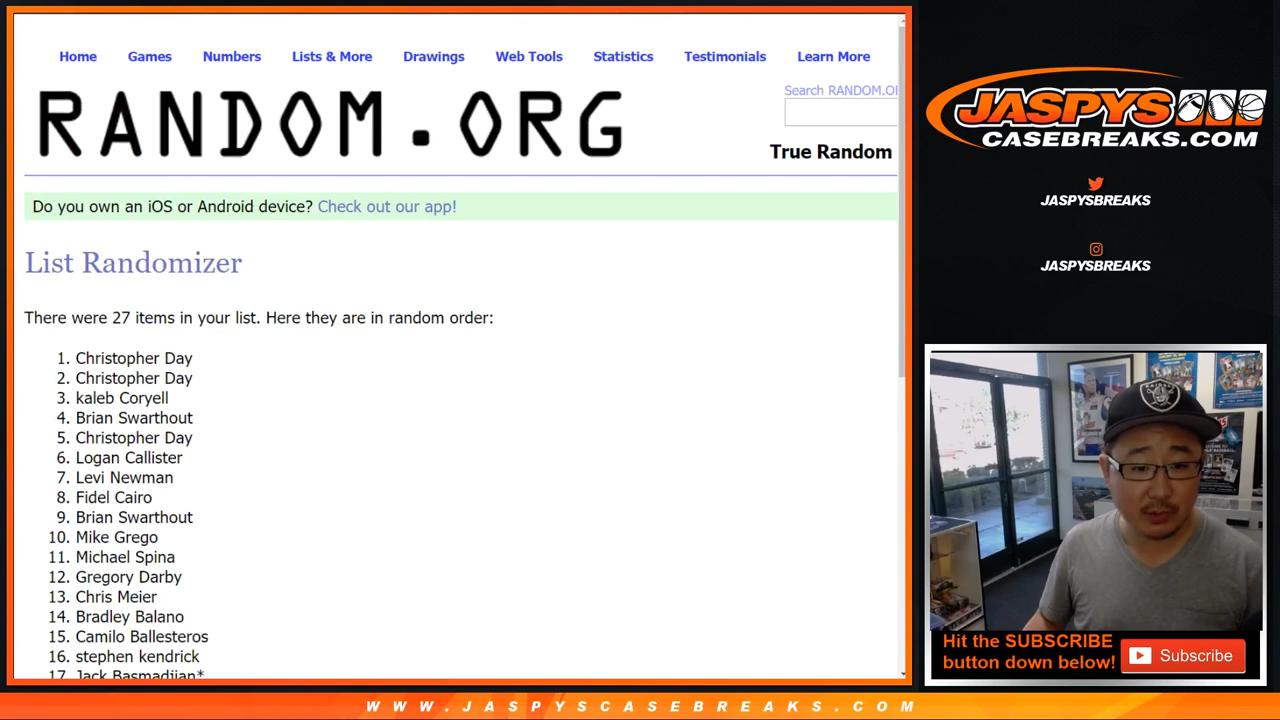 Home Games Numbers Lists & More Drawings Web Tools Statistics Testimonials Learn More
Search RANDOM.OR
RANDOM.ORG
True Random
Do you own an iOS or Android device? Check out our app!
List Randomizer
There were 27 items in your list. Here they are in random order:
1. Christopher Day
2. Christopher Day
3. kaleb Coryell
4. Brian Swarthout
5. Christopher Day
6. Logan Callister
7. Levi Newman
8. Fidel Cairo
9. Brian Swarthout
10. Mike Grego
11. Michael Spina
12. Gregory Darby
13. Chris Meier
14. Bradley Balano
15. Camilo Ballesteros
16. stephen kendrick
17. Jack Basmadjian*
JASPYS
CASEBREAKS.COM
JASPYSBREAKS
JASPYSBREAKS
RAIDERS
Hit the SUBSCRIBE
button down below!
Subscribe
WWW.JASPYSCASEBREAKS.COM